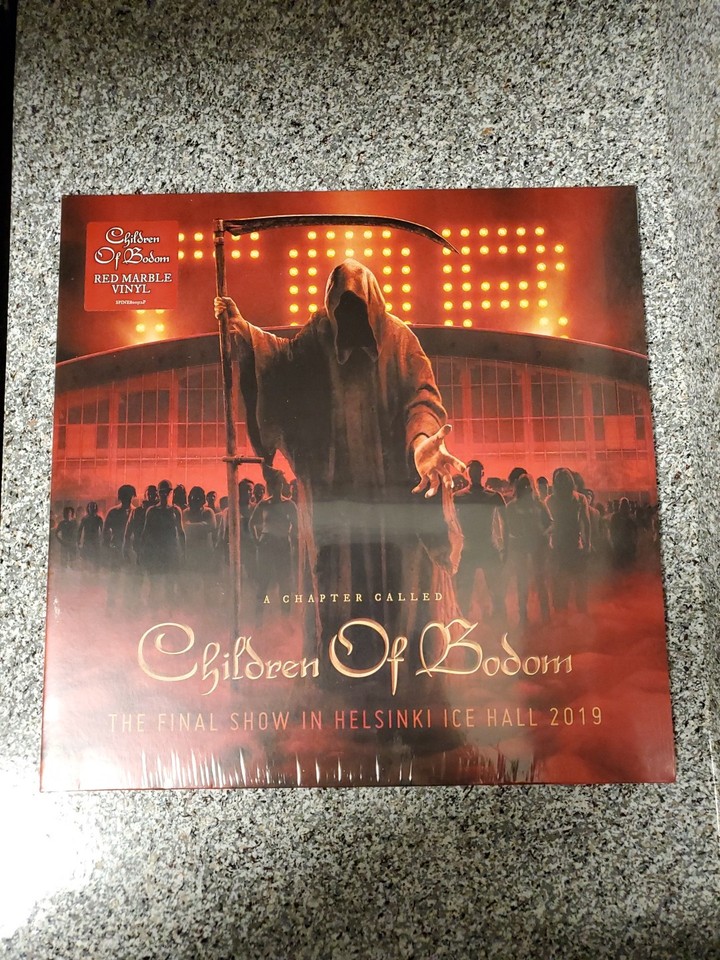 Children
Of Bodom
RED MARBLE
VINYL
A CHAPTER CALLED
Children Of Bodom
THE FINAL SHOW IN HELSINKI ICE HALL 2019